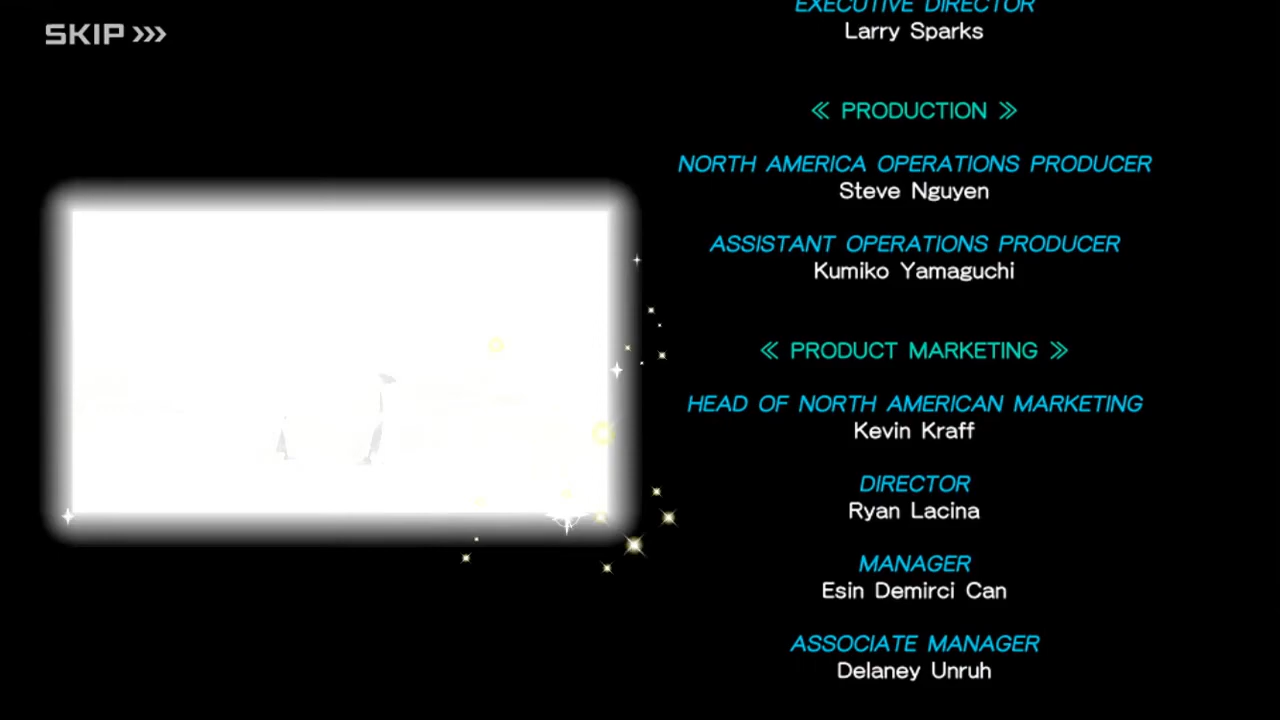 SKIP >>>
EXECUTIVE DIRECTOR
Larry Sparks
≪ PRODUCTION ≫
NORTH AMERICA OPERATIONS PRODUCER
Steve Nguyen
ASSISTANT OPERATIONS PRODUCER
Kumiko Yamaguchi
≪ PRODUCT MARKETING ≫
HEAD OF NORTH AMERICAN MARKETING
Kevin Kraff
DIRECTOR
Ryan Lacina
MANAGER
Esin Demirci Can
ASSOCIATE MANAGER
Delaney Unruh